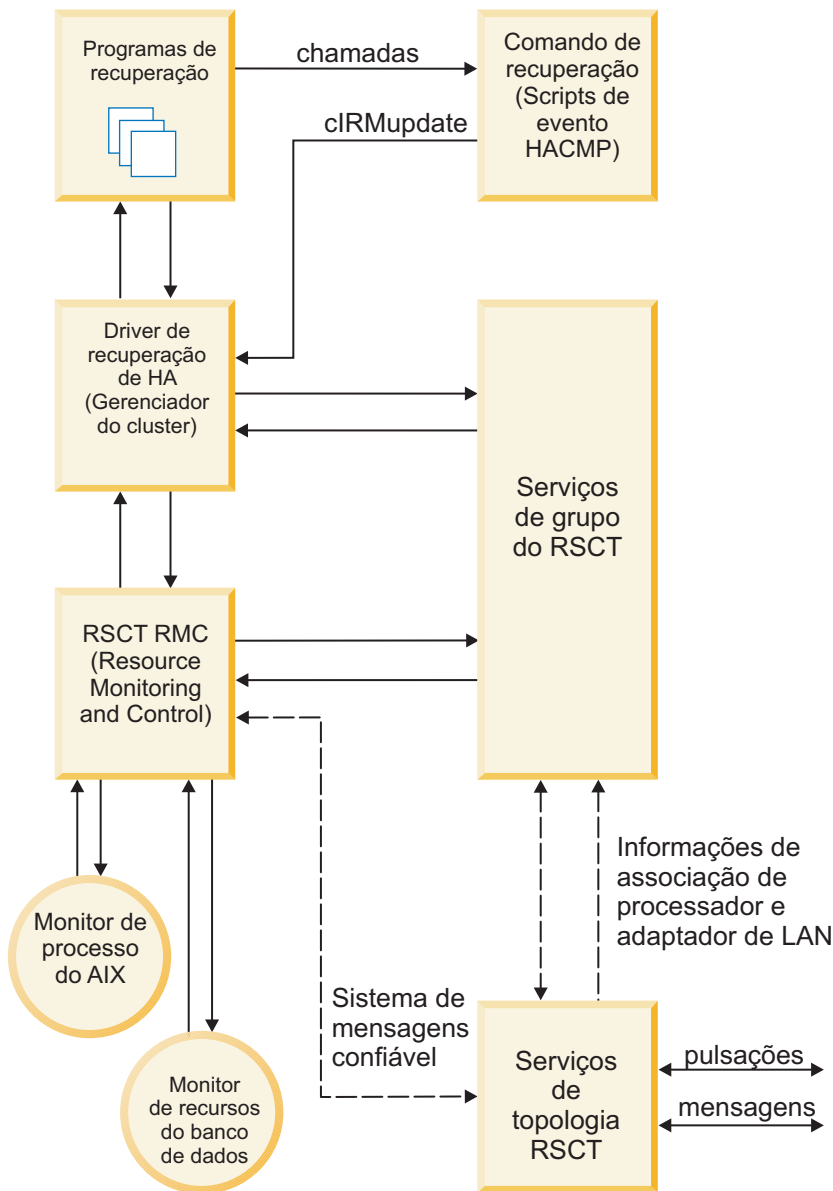 Programas de
recuperação
chamadas
Comando de
recuperação
(Scripts de
evento
HACMP)
cIRMupdate
Driver de
recuperação
de HA
(Gerenciador
do cluster)
Serviços
de grupo
do RSCT
RSCT RMC
(Resource
Monitoring
and Control)
Informações de
associação de
processador e
adaptador de LAN
Monitor de
processo
do AIX
Sistema de
mensagens
confiável
Monitor
de recursos
do banco
de dados
Serviços
de
topologia
RSCT
pulsações
mensagens